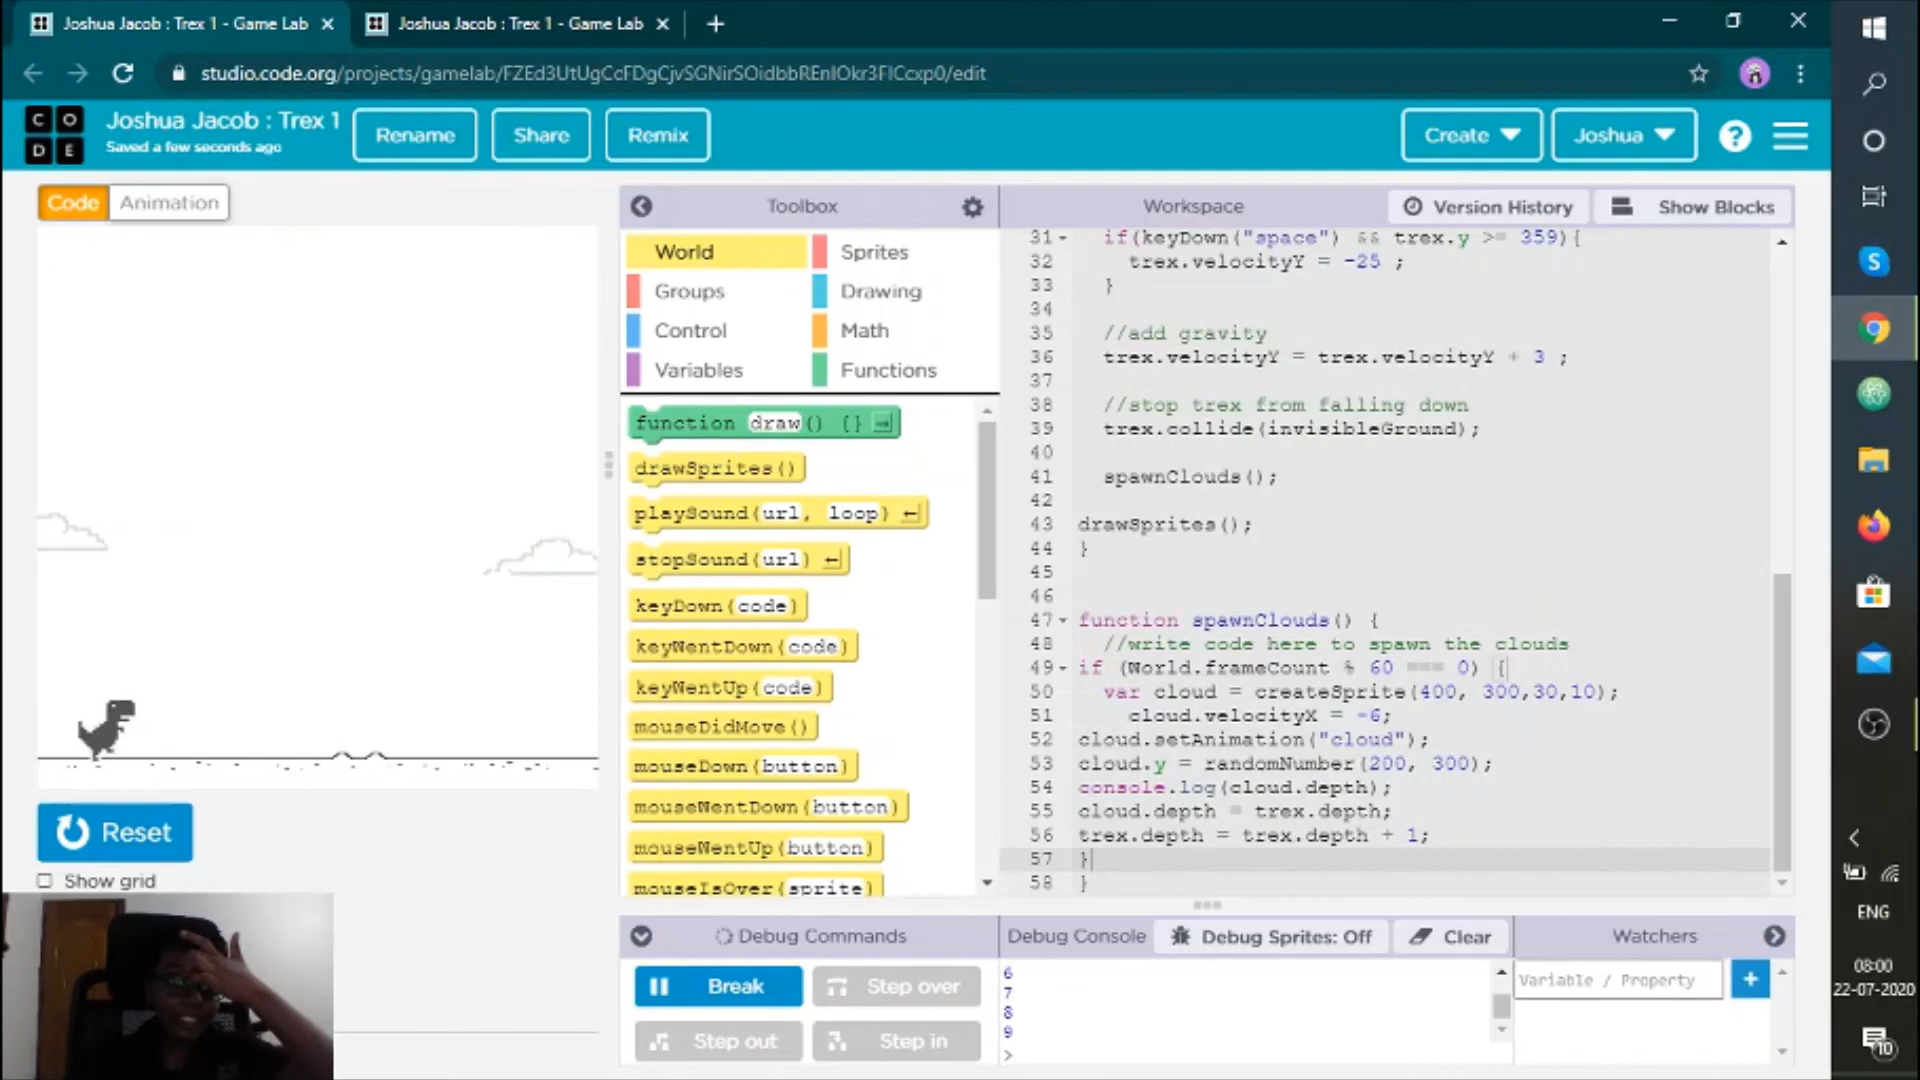 Joshua Jacob : Trex 1 - Game Lab
Joshua Jacob : Trex 1 - Game Lab
studio.code.org/projects/gamelab/FZEd3UtUgCcFDgCjvSGNirSOidbbREnIOkr3FICcxp0/edit
C O
D E
Joshua Jacob : Trex 1
Saved a few seconds ago
Rename
Share
Remix
Create
Joshua
?
Code
Animation
Toolbox
Workspace
Version History
Show Blocks
World
Sprites
Groups
Drawing
Control
Math
Variables
Functions
function draw() {}
drawSprites()
playSound(url, loop)
stopSound(url)
keyDown(code)
keyWentDown(code)
keyWentUp(code)
mouseDidMove()
mouseDown(button)
mouseWentDown(button)
mouseWentUp(button)
mouseIsOver(sprite)
31 if(keyDown("space") && trex.y >= 359){
32 trex.velocityY = -25 ;
33 }
34
35 //add gravity
36 trex.velocityY = trex.velocityY + 3 ;
37
38 //stop trex from falling down
39 trex.collide(invisibleGround);
40
41 spawnClouds();
42
43 drawSprites();
44 }
45
46
47 function spawnClouds() {
48 //write code here to spawn the clouds
49 if (World.frameCount % 60 === 0) {
50 var cloud = createSprite(400, 300,30,10);
51 cloud.velocityX = -6;
52 cloud.setAnimation("cloud");
53 cloud.y = randomNumber(200, 300);
54 console.log(cloud.depth);
55 cloud.depth = trex.depth;
56 trex.depth = trex.depth + 1;
57 }
58 }
Reset
Show grid
Debug Commands
Debug Console
Debug Sprites: Off
Clear
Watchers
Break
Step over
Step out
Step in
6
7
8
9
>
Variable / Property
+
ENG
08:00
22-07-2020
10